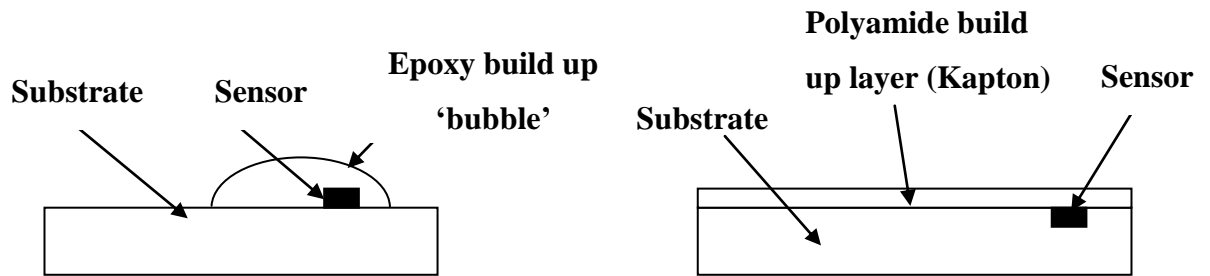 Substrate
Sensor
Epoxy build up
‘bubble’
Polyamide build
up layer (Kapton)
Sensor
Substrate